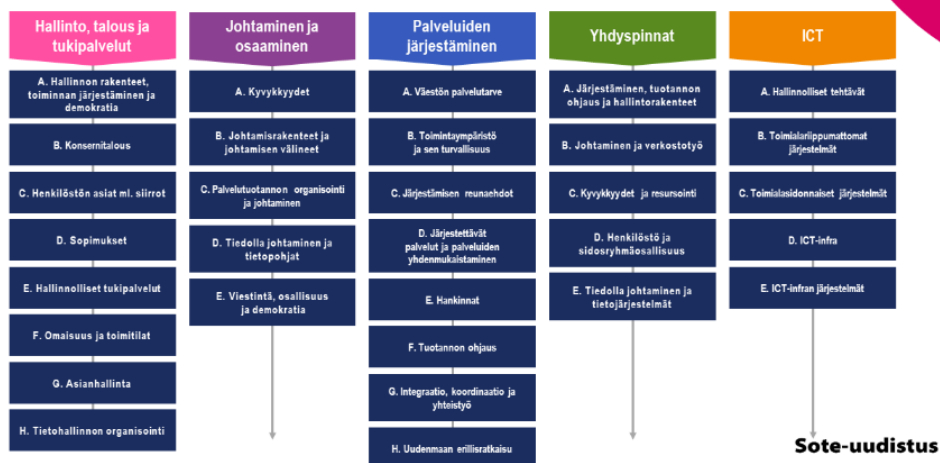 Hallinto, talous ja
tukipalvelut
A. Hallinnon rakenteet,
toiminnan järjestäminen ja
demokratia
B. Konsernitalous
C. Henkilöstön asiat ml. siirrot
D. Sopimukset
E. Hallinnolliset tukipalvelut
F. Omaisuus ja toimitilat
G. Asianhallinta
H. Tietohallinnon organisointi
Johtaminen ja
osaaminen
A. Kyvykkyydet
B. Johtamisrakenteet ja
johtamisen välineet
C. Palvelutuotannon organisointi
ja johtaminen
D. Tiedolla johtaminen ja
tietopohjat
E. Viestintä, osallisuus
ja demokratia
Palveluiden
järjestäminen
A. Väestön palvelutarve
B. Toimintaympäristö
ja sen turvallisuus
C. Järjestämisen reunaehdot
D. Järjestettävät
palvelut ja palveluiden
yhdenmukaistaminen
E. Hankinnat
F. Tuotannon ohjaus
G. Integraatio, koordinaatio ja
yhteistyö
H. Uudenmaan erillisratkaisu
Yhdyspinnat
A. Järjestäminen, tuotannon
ohjaus ja hallintorakenteet
B. Johtaminen ja verkostotyö
C. Kyvykkyydet ja resursointi
D. Henkilöstö ja
sidosryhmäosallisuus
E. Tiedolla johtaminen ja
tietojärjestelmät
ICT
A. Hallinnolliset tehtävät
B. Toimialariippumattomat
järjestelmät
C. Toimialasidonnaiset järjestelmät
D. ICT-infra
E. ICT-infran järjestelmät
Sote-uudistus